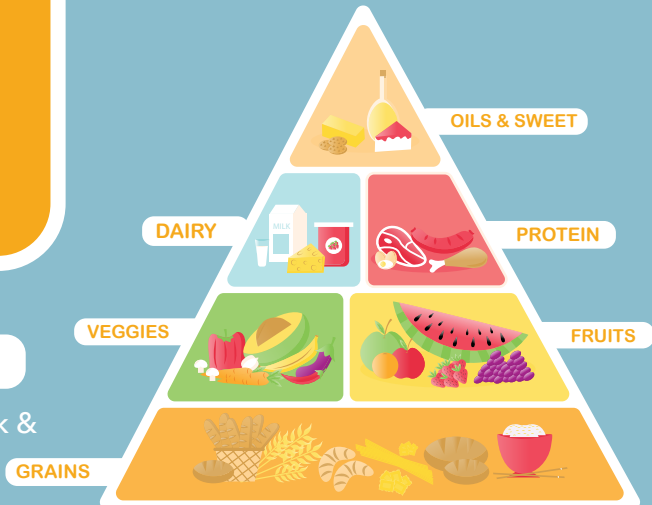 OILS & SWEET
DAIRY
MILK
PROTEIN
VEGGIES
FRUITS
&
GRAINS